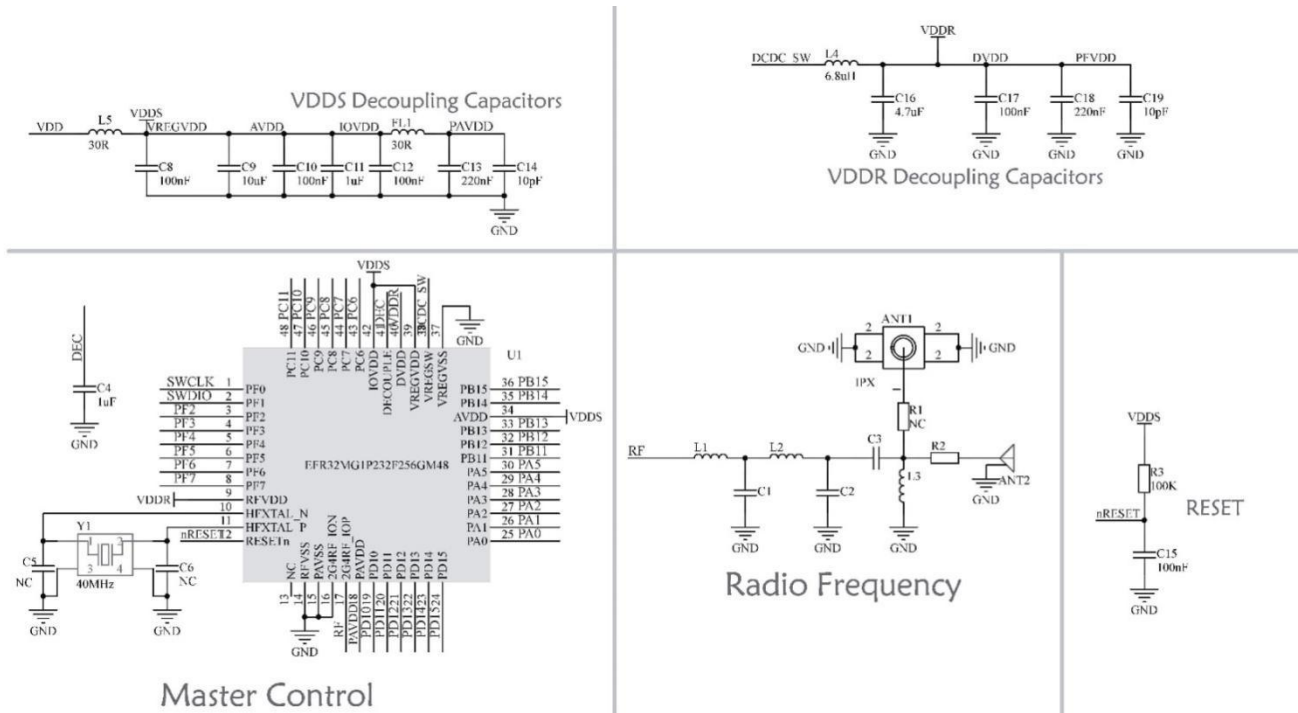 VDDS Decoupling Capacitors
VDD
L5
30R
VDDS
VREGVDD
AVDD
IOVDD
FL1
30R
PAVDD
C8
100nF
C9
10uF
C10
100nF
C11
1uF
C12
100nF
C13
220nF
C14
10pF
GND
VDDR
DCDC_SW
L4
6.8uH
DVDD
PFVDD
C16
4.7uF
C17
100nF
C18
220nF
C19
10pF
GND
GND
GND
GND
VDDR Decoupling Capacitors
DEC
C4
1uF
GND
VDDS
48 PC11
47 PC10
46 PC9
45 PC8
44 PC7
43 PC6
42
41 DEC
40 VDDR
39
DCDC_SW
37
GND
U1
PC11
PC10
PC9
PC8
PC7
PC6
IOVDD
DECOUPLE
DVDD
VREGVDD
VREGSW
VREGVSS
SWCLK 1 PF0
SWDIO 2 PF1
PF2 3 PF2
PF3 4 PF3
PF4 5 PF4
PF5 6 PF5
PF6 7 PF6
PF7 8 PF7
VDDR 9 RFVDD
10 HFXTAL_N
11 HFXTAL_P
nRESET12 RESETn
PB15 36 PB15
PB14 35 PB14
AVDD 34 VDDS
PB13 33 PB13
PB12 32 PB12
PB11 31 PB11
PA5 30 PA5
PA4 29 PA4
PA3 28 PA3
PA2 27 PA2
PA1 26 PA1
PA0 25 PA0
NC
RFVSS
PAVSS
2G4RF_ION
2G4RF_IOP
PAVDD
PD10
PD11
PD12
PD13
PD14
PD15
13
14
15
16
RF 17
PAVDD18
PD1019
PD1120
PD1221
PD1322
PD1423
PD1524
GND
Y1
1 2
3 4
40MHz
C5
NC
C6
NC
GND
GND
Master Control
ANT1
GND
2
2
2
2
GND
IPX
1
R1
NC
RF
L1
L2
C3
R2
C1
C2
L3
ANT2
GND
GND
GND
GND
Radio Frequency
VDDS
R3
100K
nRESET
C15
100nF
GND
RESET